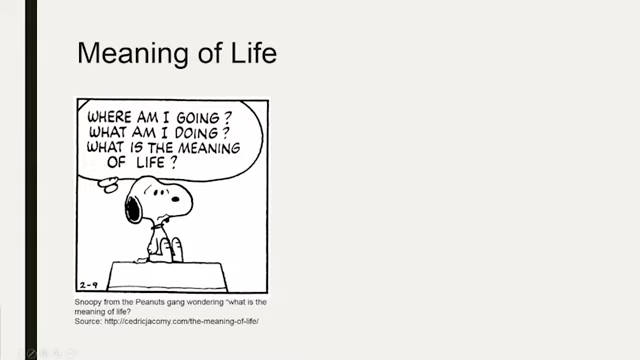 Meaning of Life
WHERE AM I GOING?
WHAT AM I DOING?
WHAT IS THE MEANING
OF LIFE?
2-9
Snoopy from the Peanuts gang wondering “what is the
meaning of life?
Source: http://cedricjacomy.com/the-meaning-of-life/